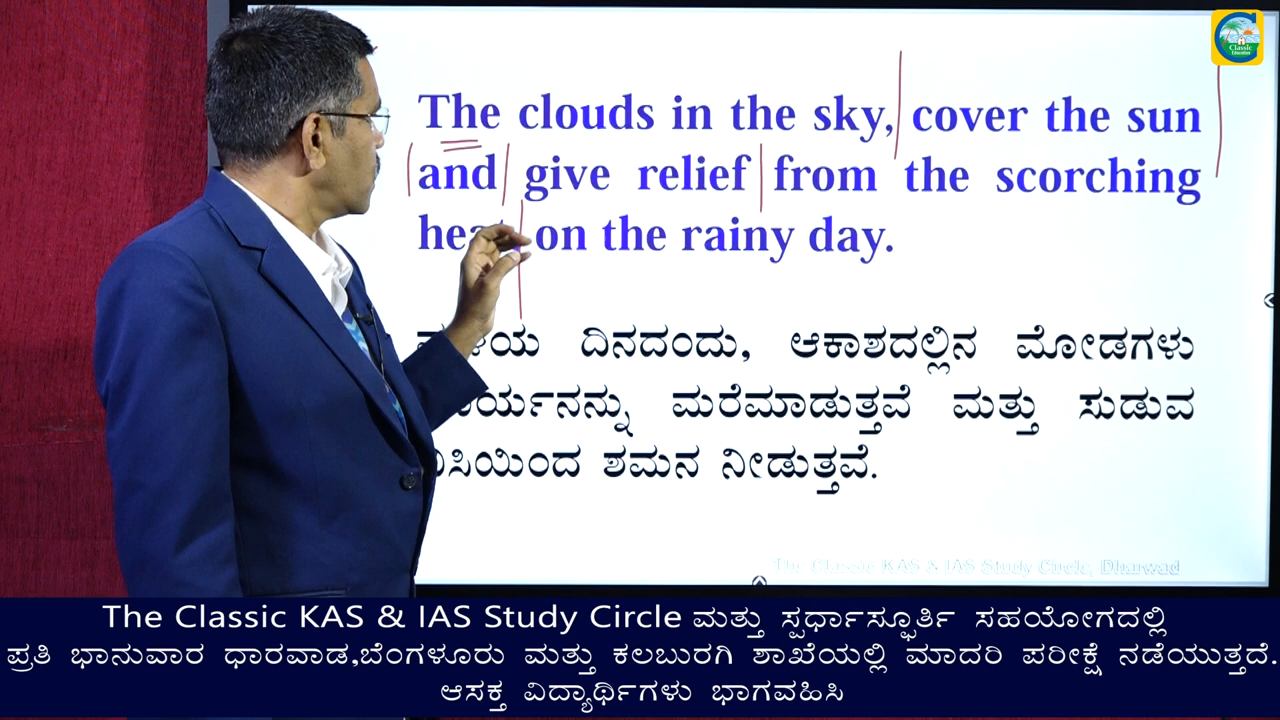 Classic
Education
The clouds in the sky, cover the sun
and give relief from the scorching
heat on the rainy day.
ದಿನದಂದು, ಆಕಾಶದಲ್ಲಿನ ಮೋಡಗಳು
ಮರೆಮಾಡುತ್ತವೆ ಮತ್ತು ಸುಡುವ
ಶಮನ ನೀಡುತ್ತವೆ.
The Classic KAS & IAS Study Circle, Dharwad
The Classic KAS & IAS Study Circle ಮತ್ತು ಸ್ಪರ್ಧಾಸ್ಫೂರ್ತಿ ಸಹಯೋಗದಲ್ಲಿ
ಪ್ರತಿ ಭಾನುವಾರ ಧಾರವಾಡ,ಬೆಂಗಳೂರು ಮತ್ತು ಕಲಬುರಗಿ ಶಾಖೆಯಲ್ಲಿ ಮಾದರಿ ಪರೀಕ್ಷೆ ನಡೆಯುತ್ತದೆ.
ಆಸಕ್ತ ವಿದ್ಯಾರ್ಥಿಗಳು ಭಾಗವಹಿಸಿ